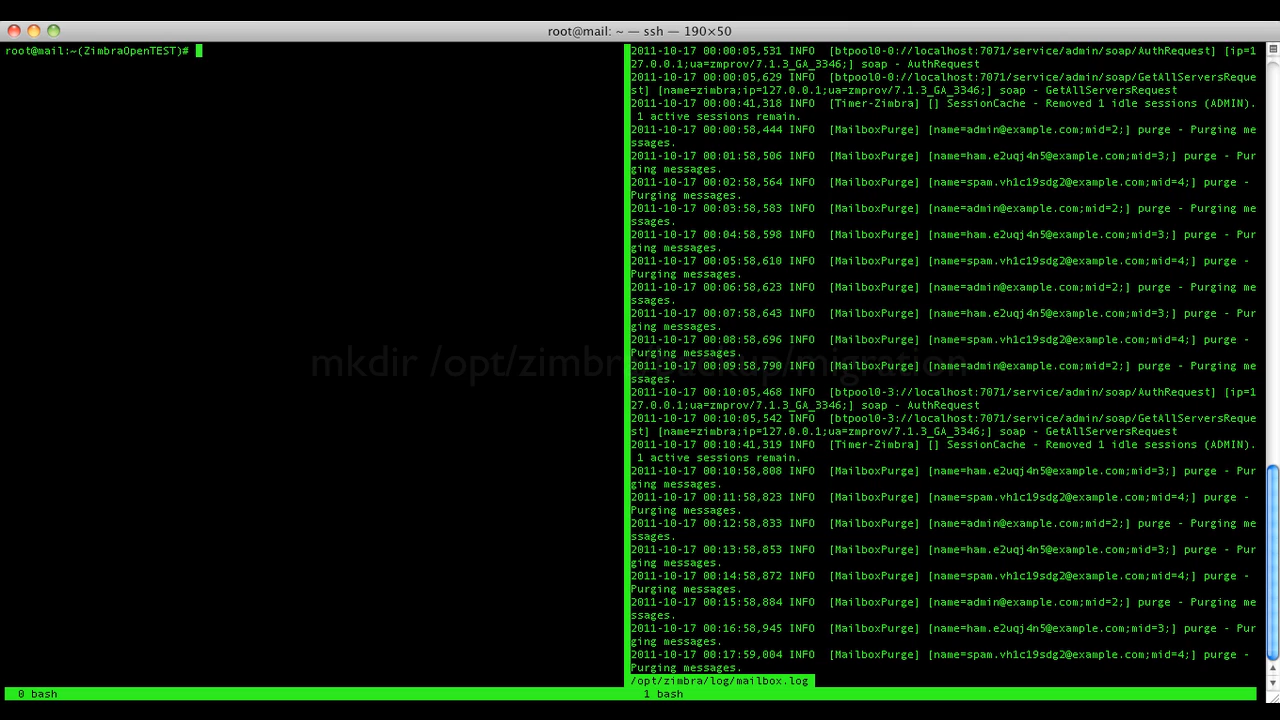 root@mail: ~ — ssh — 190×50
root@mail:~(ZimbraOpenTEST)#
2011-10-17 00:00:05,531 INFO  [btpool0-0://localhost:7071/service/admin/soap/AuthRequest] [ip=1
27.0.0.1;ua=zmprov/7.1.3_GA_3346;] soap - AuthRequest
2011-10-17 00:00:05,629 INFO  [btpool0-0://localhost:7071/service/admin/soap/GetAllServersReque
st] [name=zimbra;ip=127.0.0.1;ua=zmprov/7.1.3_GA_3346;] soap - GetAllServersRequest
2011-10-17 00:00:41,318 INFO  [Timer-Zimbra] [] SessionCache - Removed 1 idle sessions (ADMIN).
 1 active sessions remain.
2011-10-17 00:00:58,444 INFO  [MailboxPurge] [name=admin@example.com;mid=2;] purge - Purging me
ssages.
2011-10-17 00:01:58,506 INFO  [MailboxPurge] [name=ham.e2uqj4n5@example.com;mid=3;] purge - Pur
ging messages.
2011-10-17 00:02:58,564 INFO  [MailboxPurge] [name=spam.vh1c19sdg2@example.com;mid=4;] purge -
Purging messages.
2011-10-17 00:03:58,583 INFO  [MailboxPurge] [name=admin@example.com;mid=2;] purge - Purging me
ssages.
2011-10-17 00:04:58,598 INFO  [MailboxPurge] [name=ham.e2uqj4n5@example.com;mid=3;] purge - Pur
ging messages.
2011-10-17 00:05:58,610 INFO  [MailboxPurge] [name=spam.vh1c19sdg2@example.com;mid=4;] purge -
Purging messages.
2011-10-17 00:06:58,623 INFO  [MailboxPurge] [name=admin@example.com;mid=2;] purge - Purging me
ssages.
2011-10-17 00:07:58,643 INFO  [MailboxPurge] [name=ham.e2uqj4n5@example.com;mid=3;] purge - Pur
ging messages.
2011-10-17 00:08:58,696 INFO  [MailboxPurge] [name=spam.vh1c19sdg2@example.com;mid=4;] purge -
Purging messages.
mkdir /opt/zimbra/backup/migration
2011-10-17 00:09:58,790 INFO  [MailboxPurge] [name=admin@example.com;mid=2;] purge - Purging me
ssages.
2011-10-17 00:10:05,468 INFO  [btpool0-3://localhost:7071/service/admin/soap/AuthRequest] [ip=1
27.0.0.1;ua=zmprov/7.1.3_GA_3346;] soap - AuthRequest
2011-10-17 00:10:05,542 INFO  [btpool0-3://localhost:7071/service/admin/soap/GetAllServersReque
st] [name=zimbra;ip=127.0.0.1;ua=zmprov/7.1.3_GA_3346;] soap - GetAllServersRequest
2011-10-17 00:10:41,319 INFO  [Timer-Zimbra] [] SessionCache - Removed 1 idle sessions (ADMIN).
 1 active sessions remain.
2011-10-17 00:10:58,808 INFO  [MailboxPurge] [name=ham.e2uqj4n5@example.com;mid=3;] purge - Pur
ging messages.
2011-10-17 00:11:58,823 INFO  [MailboxPurge] [name=spam.vh1c19sdg2@example.com;mid=4;] purge -
Purging messages.
2011-10-17 00:12:58,833 INFO  [MailboxPurge] [name=admin@example.com;mid=2;] purge - Purging me
ssages.
2011-10-17 00:13:58,853 INFO  [MailboxPurge] [name=ham.e2uqj4n5@example.com;mid=3;] purge - Pur
ging messages.
2011-10-17 00:14:58,872 INFO  [MailboxPurge] [name=spam.vh1c19sdg2@example.com;mid=4;] purge -
Purging messages.
2011-10-17 00:15:58,884 INFO  [MailboxPurge] [name=admin@example.com;mid=2;] purge - Purging me
ssages.
2011-10-17 00:16:58,945 INFO  [MailboxPurge] [name=ham.e2uqj4n5@example.com;mid=3;] purge - Pur
ging messages.
2011-10-17 00:17:59,004 INFO  [MailboxPurge] [name=spam.vh1c19sdg2@example.com;mid=4;] purge -
Purging messages.
/opt/zimbra/log/mailbox.log
0 bash
1 bash